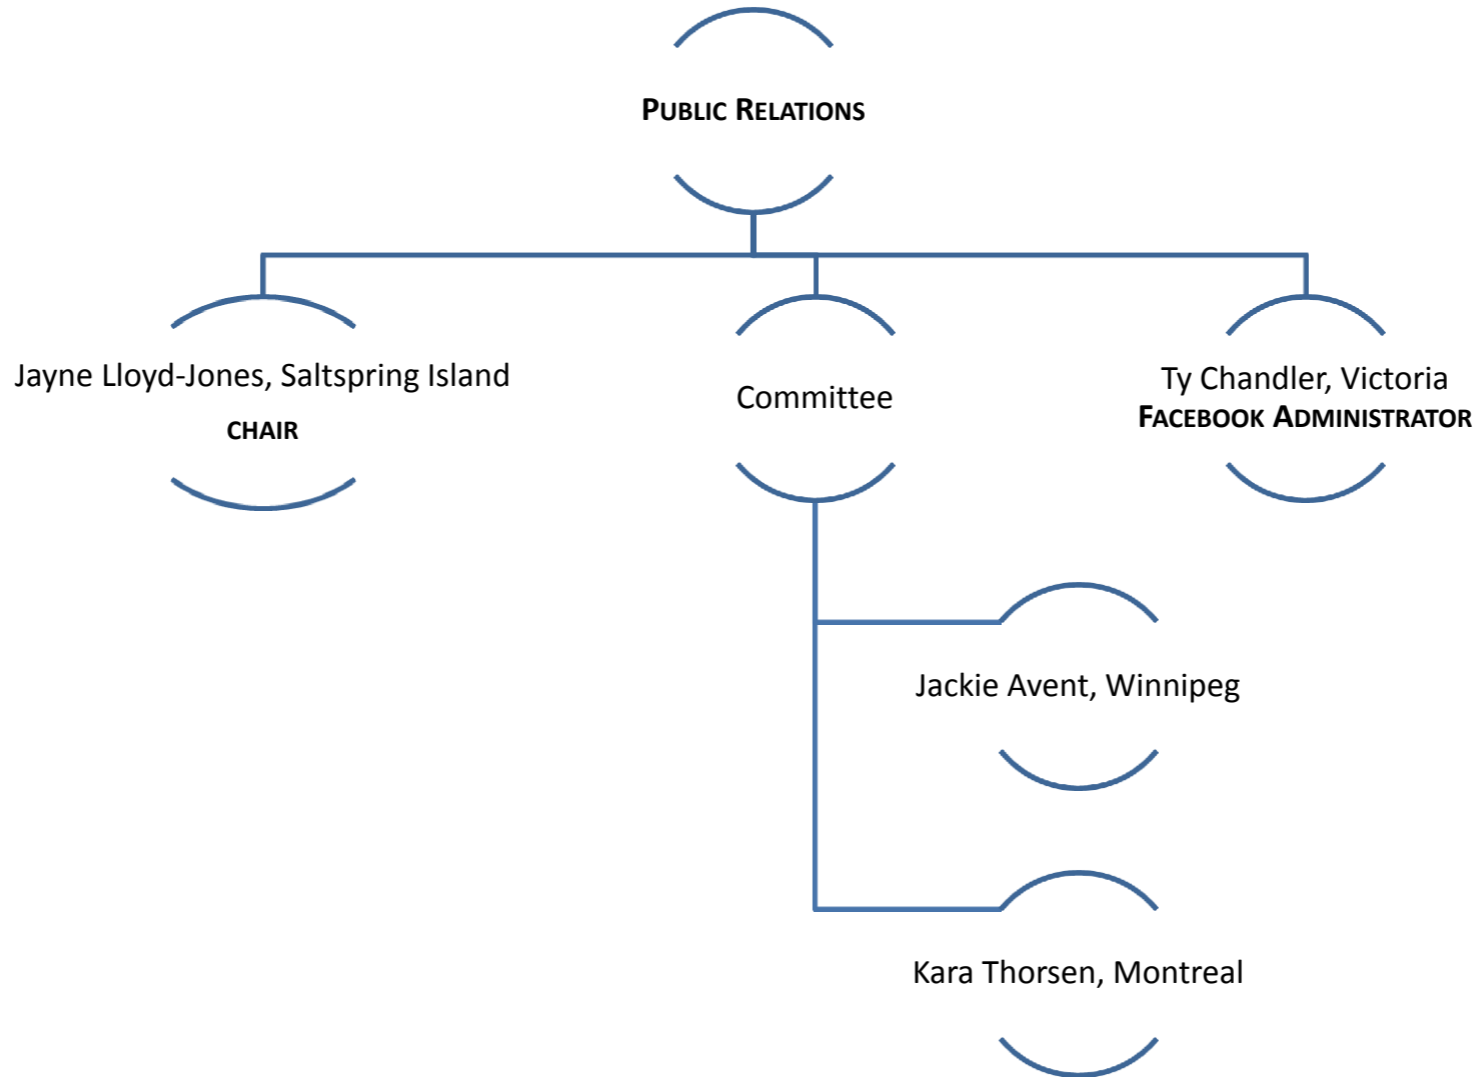 PUBLIC RELATIONS
Jayne Lloyd-Jones, Saltspring Island
CHAIR
Committee
Ty Chandler, Victoria
FACEBOOK ADMINISTRATOR
Jackie Avent, Winnipeg
Kara Thorsen, Montreal